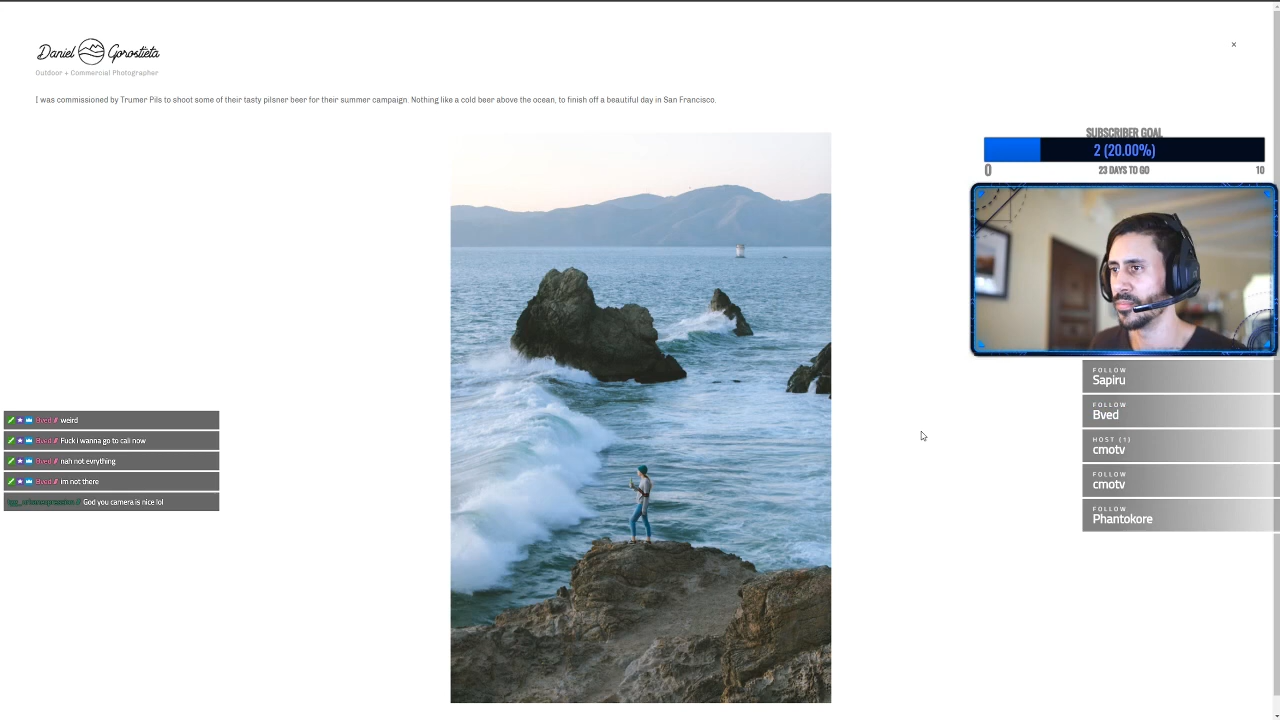 Daniel Gorostieta
Outdoor + Commercial Photographer
×
I was commissioned by Trumer Pils to shoot some of their tasty pilsner beer for their summer campaign. Nothing like a cold beer above the ocean, to finish off a beautiful day in San Francisco.
SUBSCRIBER GOAL
2 (20.00%)
0 23 DAYS TO GO 10
FOLLOW
Sapiru
FOLLOW
Bved
HOST (1)
cmotv
FOLLOW
cmotv
FOLLOW
Phantokore
Bved // weird
Bved // Fuck i wanna go to cali now
Bved // nah not evrything
Bved // im not there
God you camera is nice lol